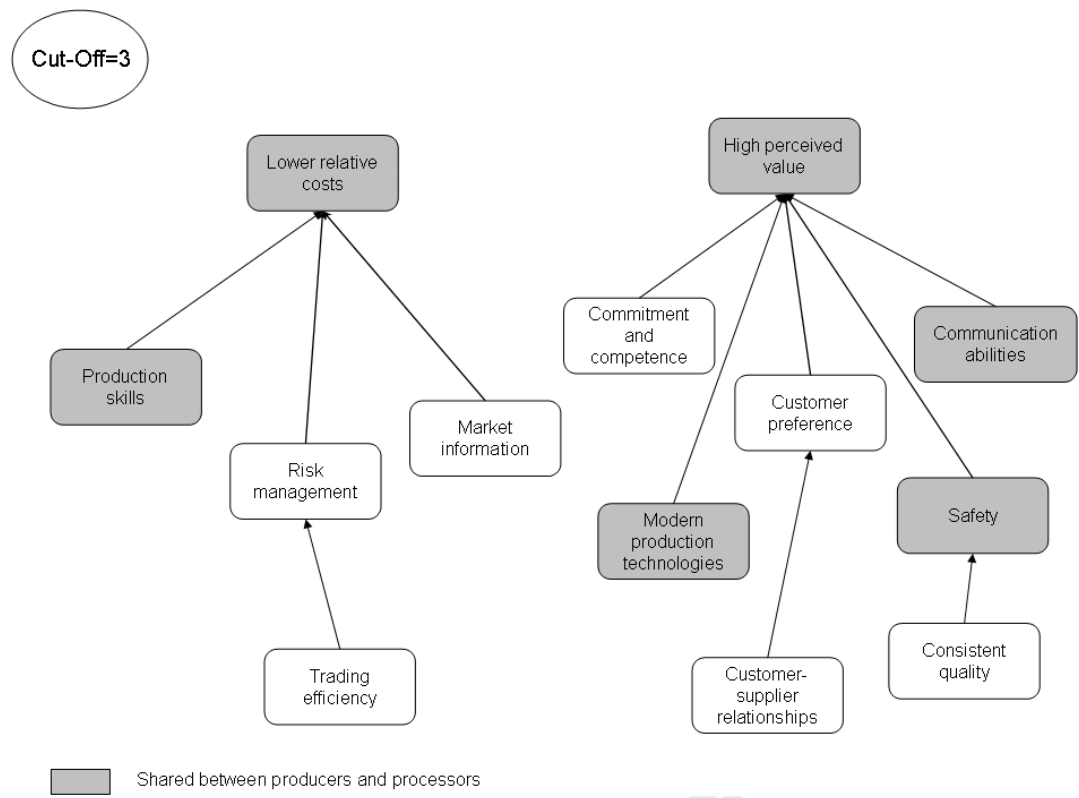 Cut-Off=3
Lower relative
costs
High perceived
value
Commitment
and
competence
Communication
abilities
Production
skills
Customer
preference
Market
information
Risk
management
Modern
production
technologies
Safety
Trading
efficiency
Customer-
supplier
relationships
Consistent
quality
Shared between producers and processors